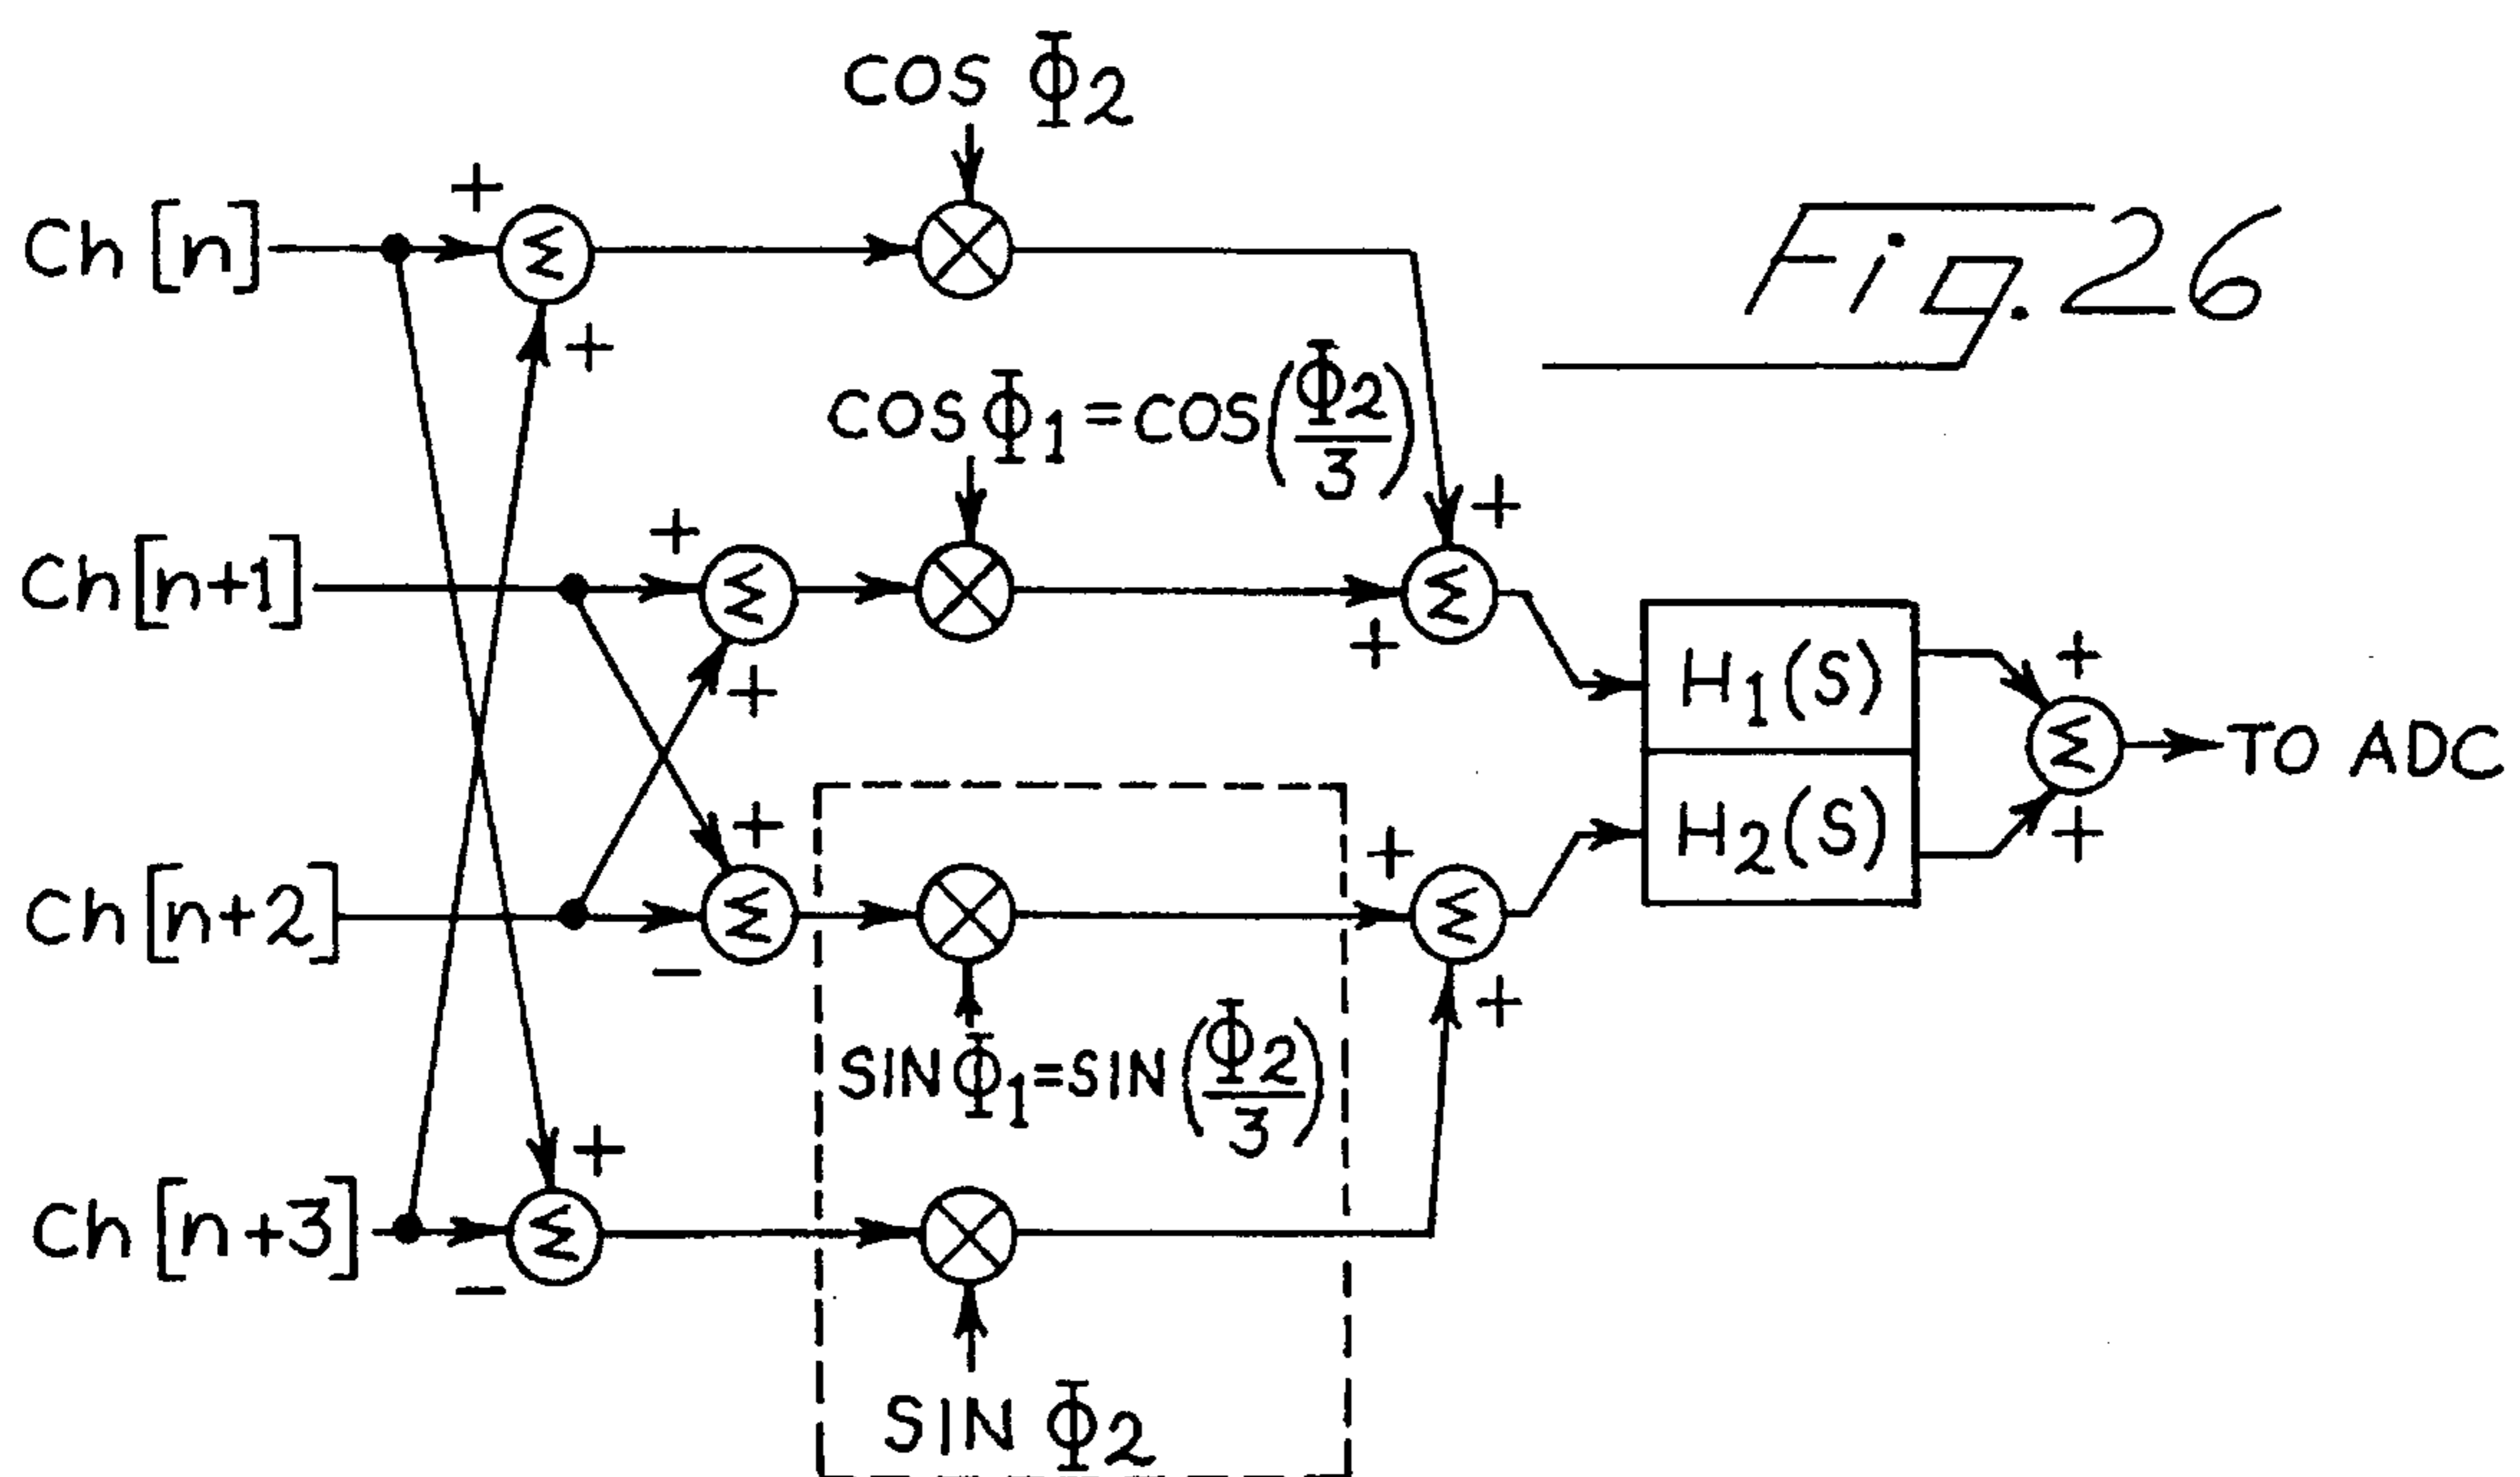 COS Φ2
Fig. 26
Ch[n]
+
Σ
+
COS Φ1 = COS(Φ2/3)
+
Ch[n+1]
+
Σ
Σ
+
+
H1(S)
+
Σ
TO ADC
H2(S)
+
+
+
Ch[n+2]
Σ
Σ
−
+
SIN Φ1 = SIN(Φ2/3)
+
Ch[n+3]
Σ
−
SIN Φ2